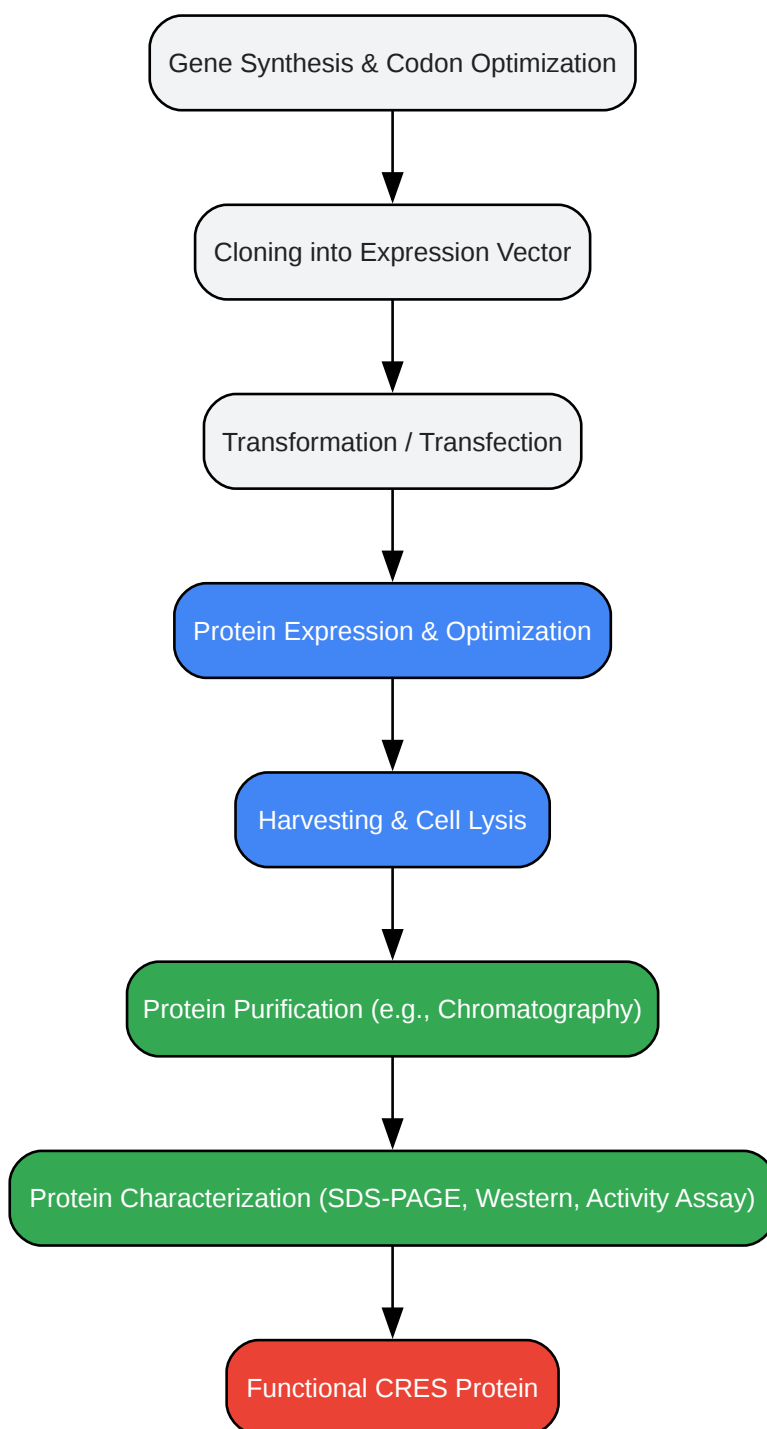 Gene Synthesis & Codon Optimization
Cloning into Expression Vector
Transformation / Transfection
Protein Expression & Optimization
Harvesting & Cell Lysis
Protein Purification (e.g., Chromatography)
Protein Characterization (SDS-PAGE, Western, Activity Assay)
Functional CRES Protein